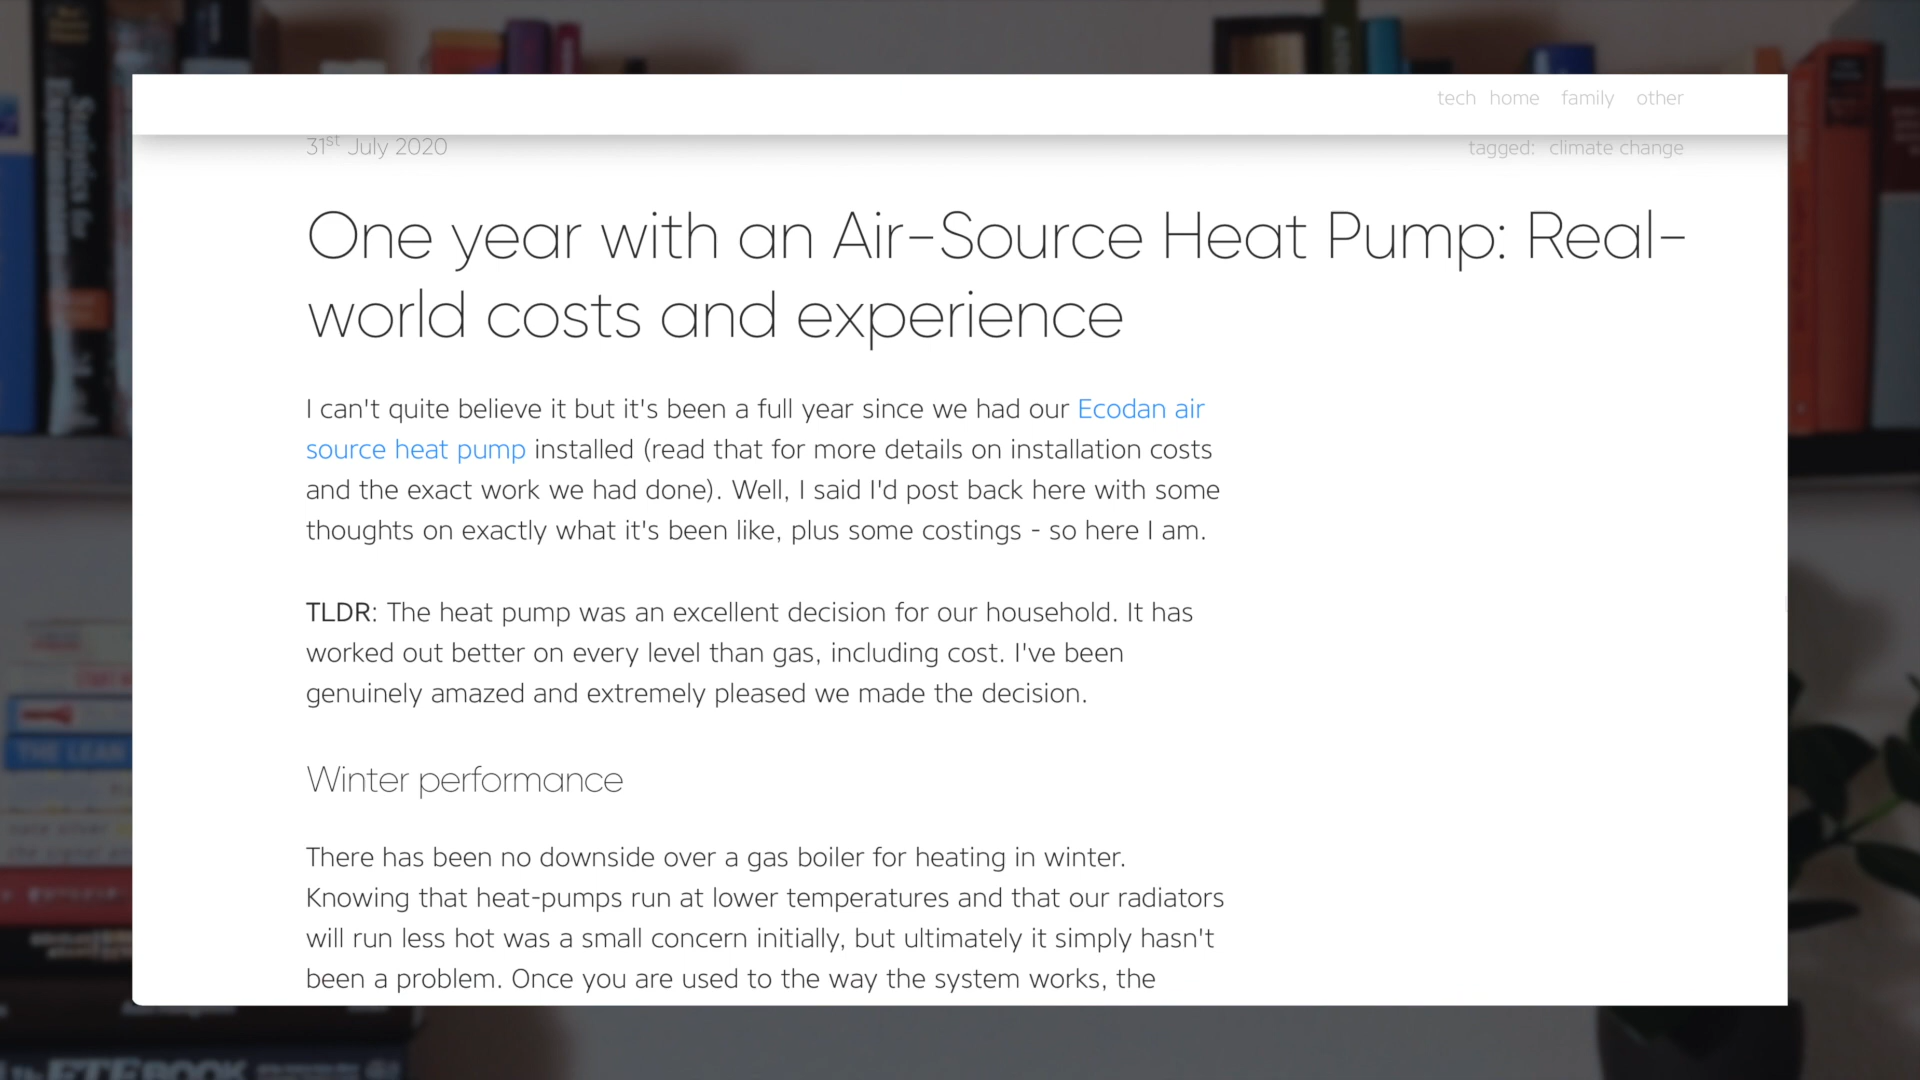 tech home family other
31st July 2020
tagged: climate change
One year with an Air-Source Heat Pump: Real-
world costs and experience
I can't quite believe it but it's been a full year since we had our Ecodan air
source heat pump installed (read that for more details on installation costs
and the exact work we had done). Well, I said I'd post back here with some
thoughts on exactly what it's been like, plus some costings - so here I am.
TLDR: The heat pump was an excellent decision for our household. It has
worked out better on every level than gas, including cost. I've been
genuinely amazed and extremely pleased we made the decision.
Winter performance
There has been no downside over a gas boiler for heating in winter.
Knowing that heat-pumps run at lower temperatures and that our radiators
will run less hot was a small concern initially, but ultimately it simply hasn't
been a problem. Once you are used to the way the system works, the
Statistics for
Experimenters
THE LEAN